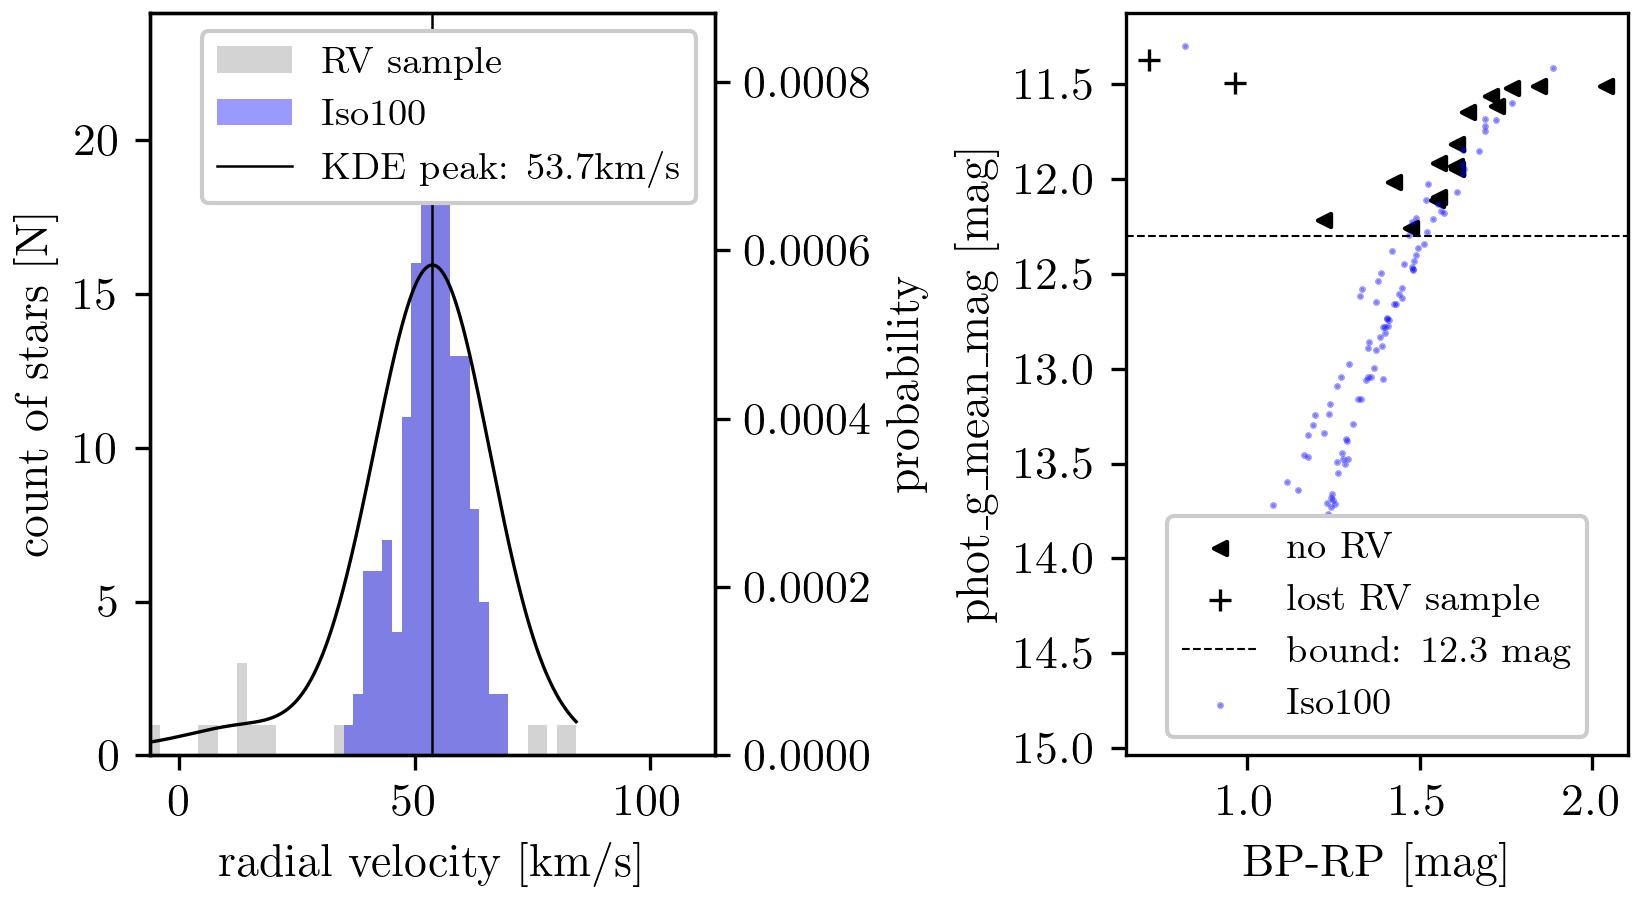 RV sample
Iso100
KDE peak: 53.7km/s
20
15
10
5
0
count of stars [N]
0
50
100
radial velocity [km/s]
0.0008
0.0006
0.0004
0.0002
0.0000
probability
11.5
12.0
12.5
13.0
13.5
14.0
14.5
15.0
phot_g_mean_mag [mag]
no RV
lost RV sample
bound: 12.3 mag
Iso100
1.0
1.5
2.0
BP-RP [mag]